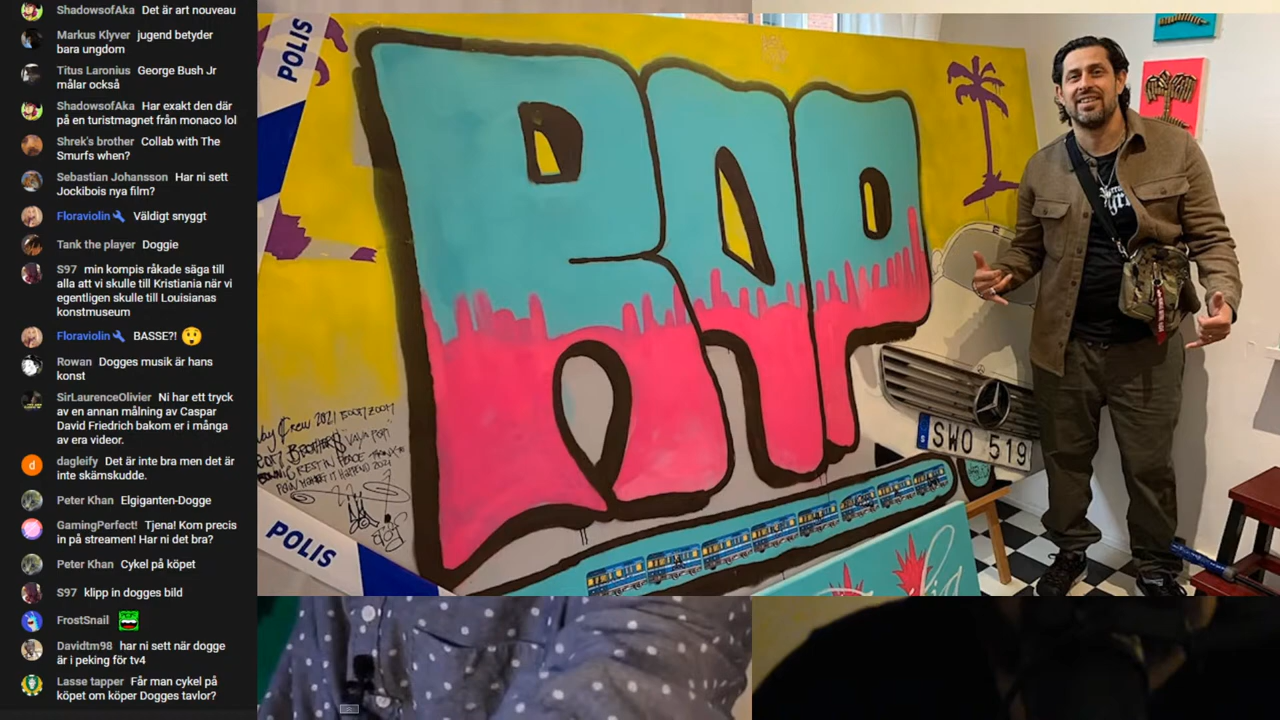 ShadowsofAka Det är art nouveau
Markus Klyver jugend betyder
bara ungdom
Titus Laronius George Bush Jr
målar också
ShadowsofAka Har exakt den där
på en turistmagnet från monaco lol
Shrek's brother Collab with The
Smurfs when?
Sebastian Johansson Har ni sett
Jockibois nya film?
Floraviolin Väldigt snyggt
Tank the player Doggie
S97 min kompis råkade säga till
alla att vi skulle till Kristiania när vi
egentligen skulle till Louisianas
konstmuseum
Floraviolin BASSE?!
Rowan Dogges musik är hans
konst
SirLaurenceOlivier Ni har ett tryck
av en annan målning av Caspar
David Friedrich bakom er i många
av era videor.
dagleify Det är inte bra men det är
inte skämskudde.
Peter Khan Elgiganten-Dogge
GamingPerfect! Tjena! Kom precis
in på streamen! Har ni det bra?
Peter Khan Cykel på köpet
S97 klipp in dogges bild
FrostSnail
Davidtm98 har ni sett när dogge
är i peking för tv4
Lasse tapper Får man cykel på
köpet om köper Dogges tavlor?
POLIS
Crew 2021
BROTHERS
REST IN PEACE
POLIS
SWO 519